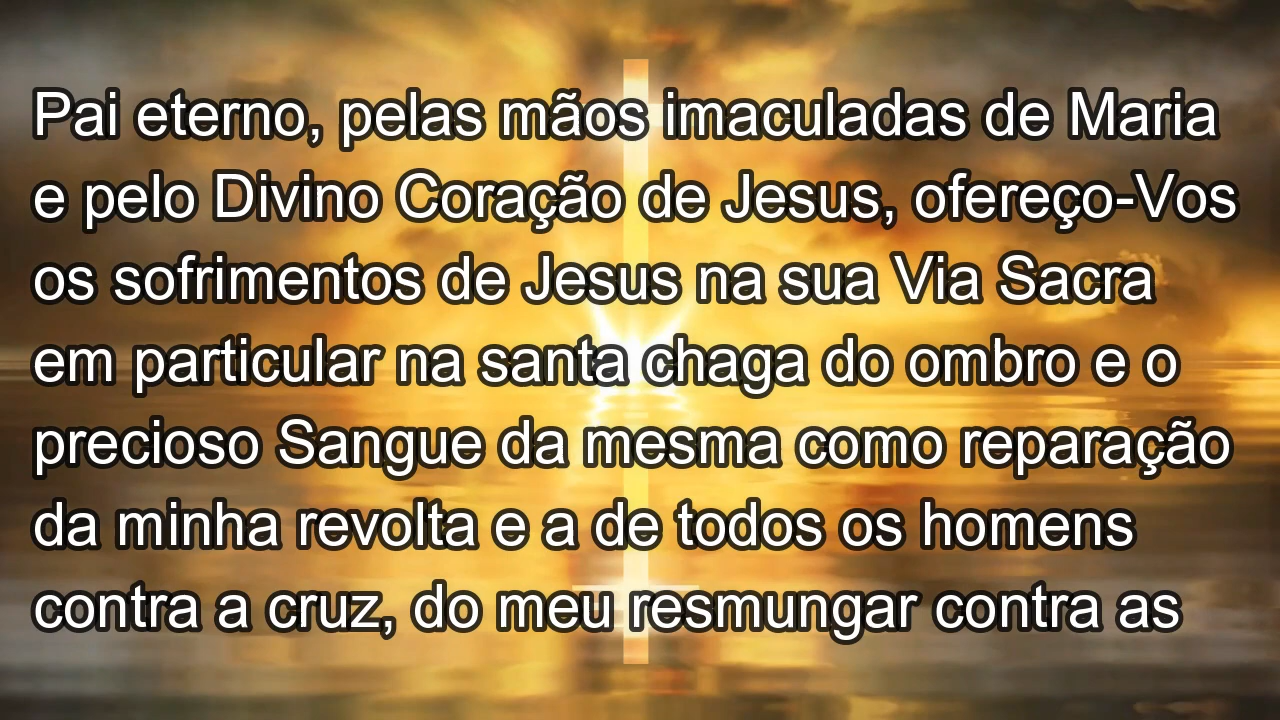 Pai eterno, pelas mãos imaculadas de Maria
e pelo Divino Coração de Jesus, ofereço-Vos
os sofrimentos de Jesus na sua Via Sacra
em particular na santa chaga do ombro e o
precioso Sangue da mesma como reparação
da minha revolta e a de todos os homens
contra a cruz, do meu resmungar contra as